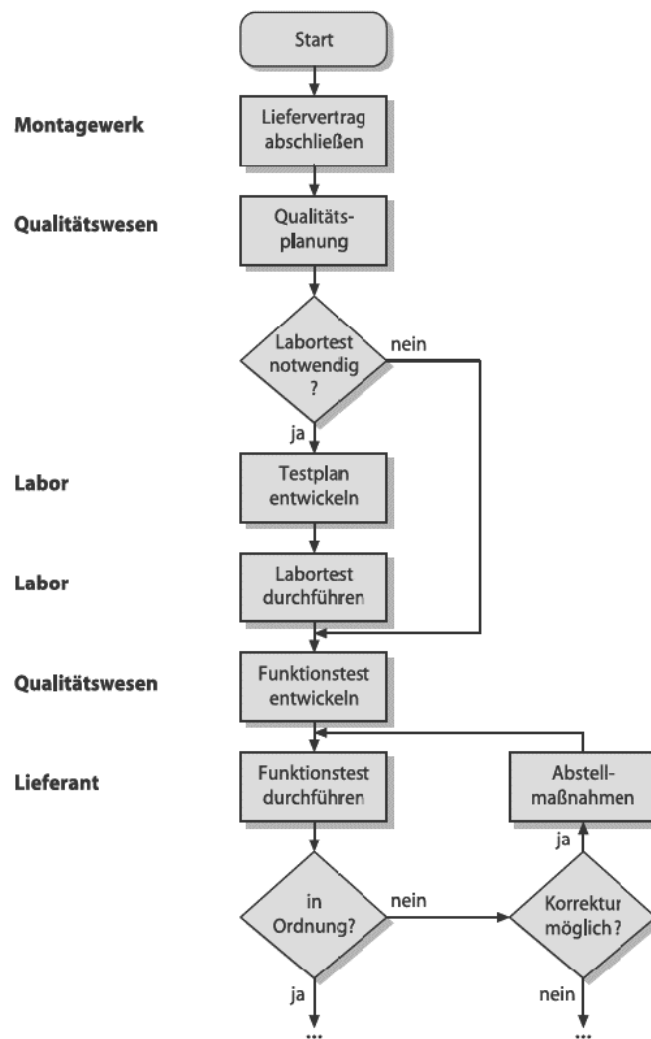 Start
Montagewerk
Liefervertrag
abschließen
Qualitätswesen
Qualitäts-
planung
Labortest
notwendig
?
nein
ja
Labor
Testplan
entwickeln
Labor
Labortest
durchführen
Qualitätswesen
Funktionstest
entwickeln
Lieferant
Funktionstest
durchführen
Abstell-
maßnahmen
ja
in
Ordnung?
nein
Korrektur
möglich?
ja
nein
...
...